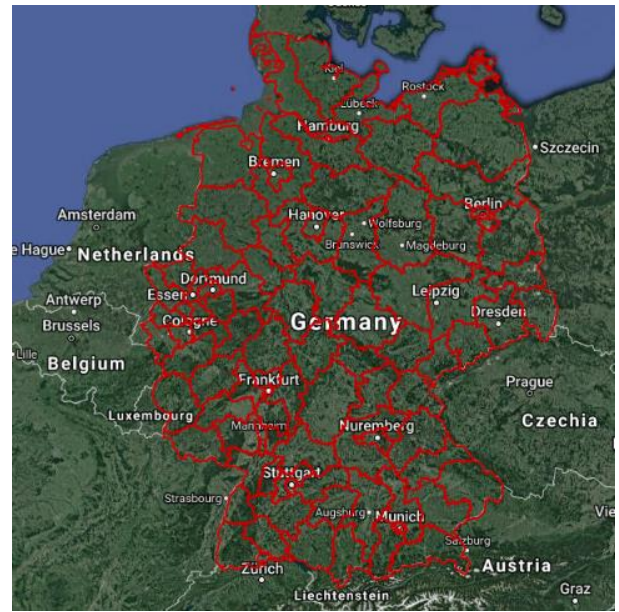 Kiel
Rostock
Lübeck
Hamburg
Szczecin
Bremen
Berlin
Amsterdam
Hanover
Wolfsburg
Brunswick
Magdeburg
e Hague
Netherlands
Dortmund
Leipzig
Essen
Antwerp
Dresden
Cologne
Germany
Brussels
Lille
Belgium
Prague
Frankfurt
Luxembourg
Czechia
Mannheim
Nuremberg
Stuttgart
Strasbourg
Vie
Augsburg
Munich
Salzburg
Zürich
Austria
Liechtenstein
Graz